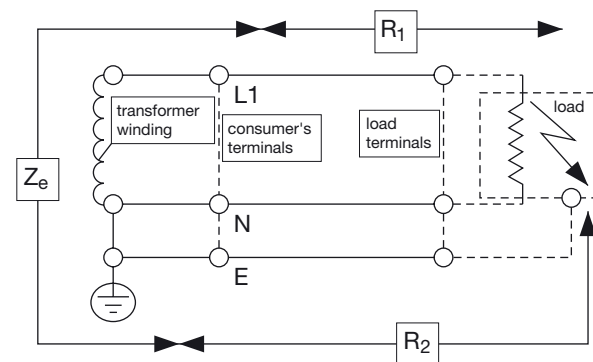 R1
L1
transformer
winding
consumer's
terminals
load
terminals
load
Ze
N
E
R2